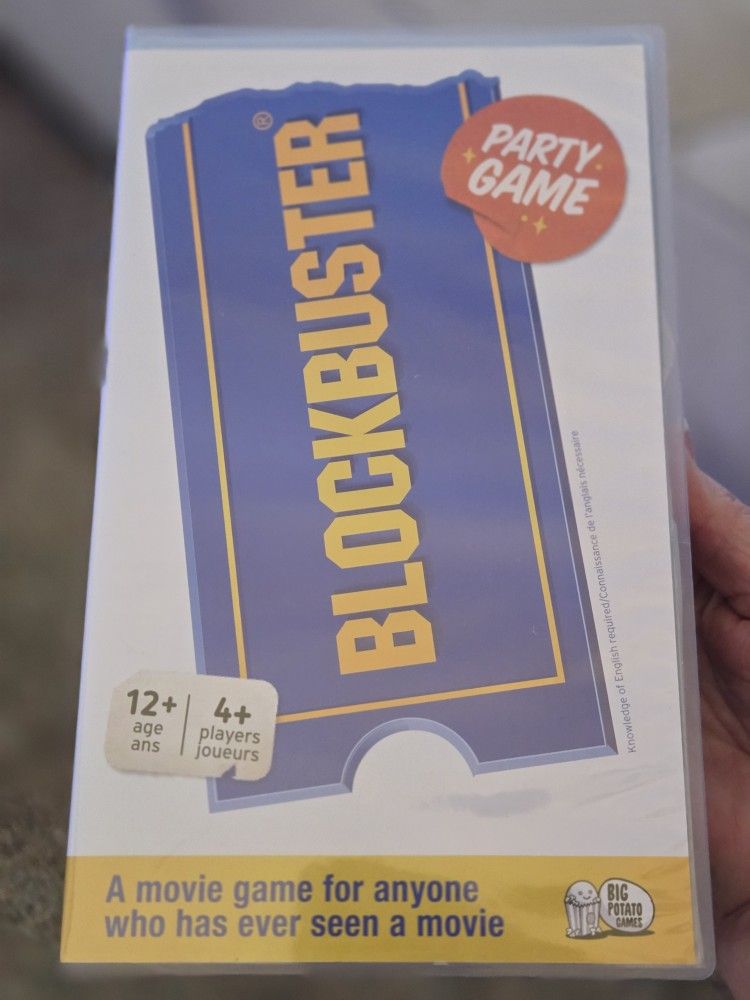 PARTY
GAME
BLOCKBUSTER®
Knowledge of English required/Connaissance de l'anglais nécessaire
12+
age
ans
4+
players
joueurs
A movie game for anyone
who has ever seen a movie
BIG
POTATO
GAMES